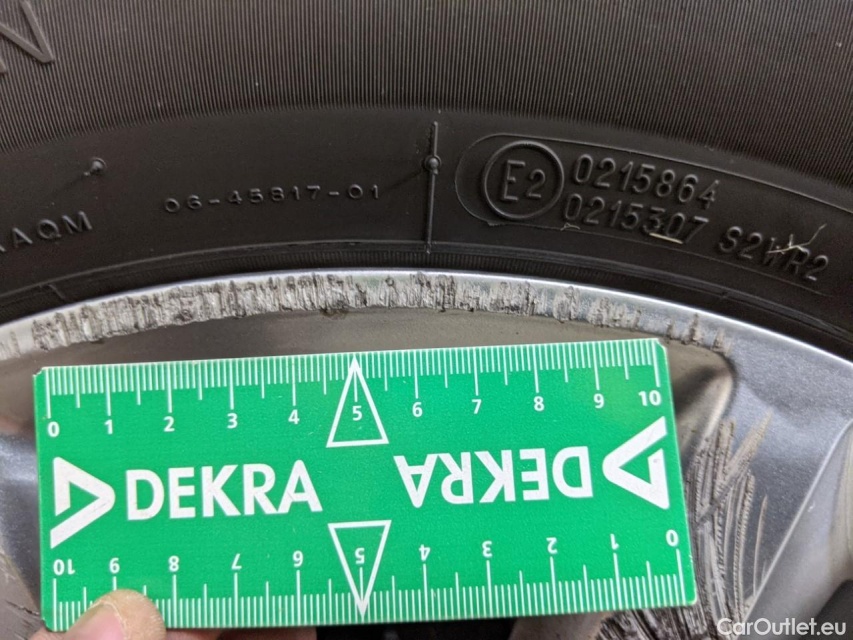 06-45817-01
E2
0215864
0215307 S2WR2
AQM
0 1 2 3 4 5 6 7 8 9 10
DEKRA DEKRA
10 9 8 7 6 5 4 3 2 1 0
CarOutlet.eu